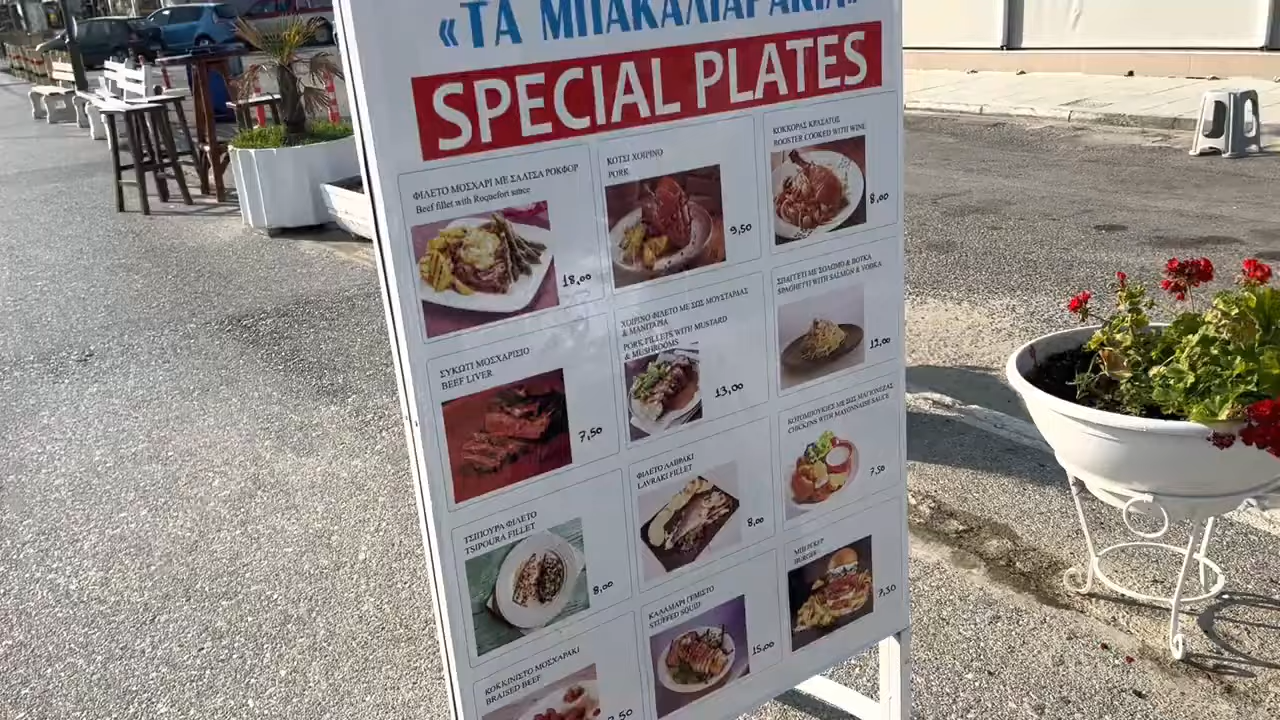 «ΤΑ ΜΠΑΚΑΛΙΑΡΑΚΙΑ»
SPECIAL PLATES
ΦΙΛΕΤΟ ΜΟΣΧΑΡΙ ΜΕ ΣΑΛΤΣΑ ΡΟΚΦΟΡ
Beef fillet with Roquefort sauce
18,00
ΚΟΤΣΙ ΧΟΙΡΙΝΟ
PORK
9,50
ΚΟΚΚΟΡΑΣ ΚΡΑΣΑΤΟΣ
ROOSTER COOKED WITH WINE
8,00
ΣΥΚΩΤΙ ΜΟΣΧΑΡΙΣΙΟ
BEEF LIVER
7,50
ΧΟΙΡΙΝΟ ΦΙΛΕΤΟ ΜΕ ΣΩΣ ΜΟΥΣΤΑΡΔΑΣ
& ΜΑΝΙΤΑΡΙΑ
PORK FILLETS WITH MUSTARD
& MUSHROOMS
13,00
ΣΠΑΓΓΕΤΙ ΜΕ ΣΟΛΟΜΟ & ΒΟΤΚΑ
SPAGHETTI WITH SALMON & VODKA
12,00
ΤΣΙΠΟΥΡΑ ΦΙΛΕΤΟ
TSIPOURA FILLET
8,00
ΦΙΛΕΤΟ ΛΑΒΡΑΚΙ
LAVRAKI FILLET
8,00
ΚΟΤΟΜΠΟΥΚΙΕΣ ΜΕ ΣΩΣ ΜΑΓΙΟΝΕΖΑΣ
CHICKENS WITH MAYONNAISE SAUCE
7,50
ΚΟΚΚΙΝΙΣΤΟ ΜΟΣΧΑΡΑΚΙ
BRAISED BEEF
ΚΑΛΑΜΑΡΙ ΓΕΜΙΣΤΟ
STUFFED SQUID
15,00
BURGER
7,50